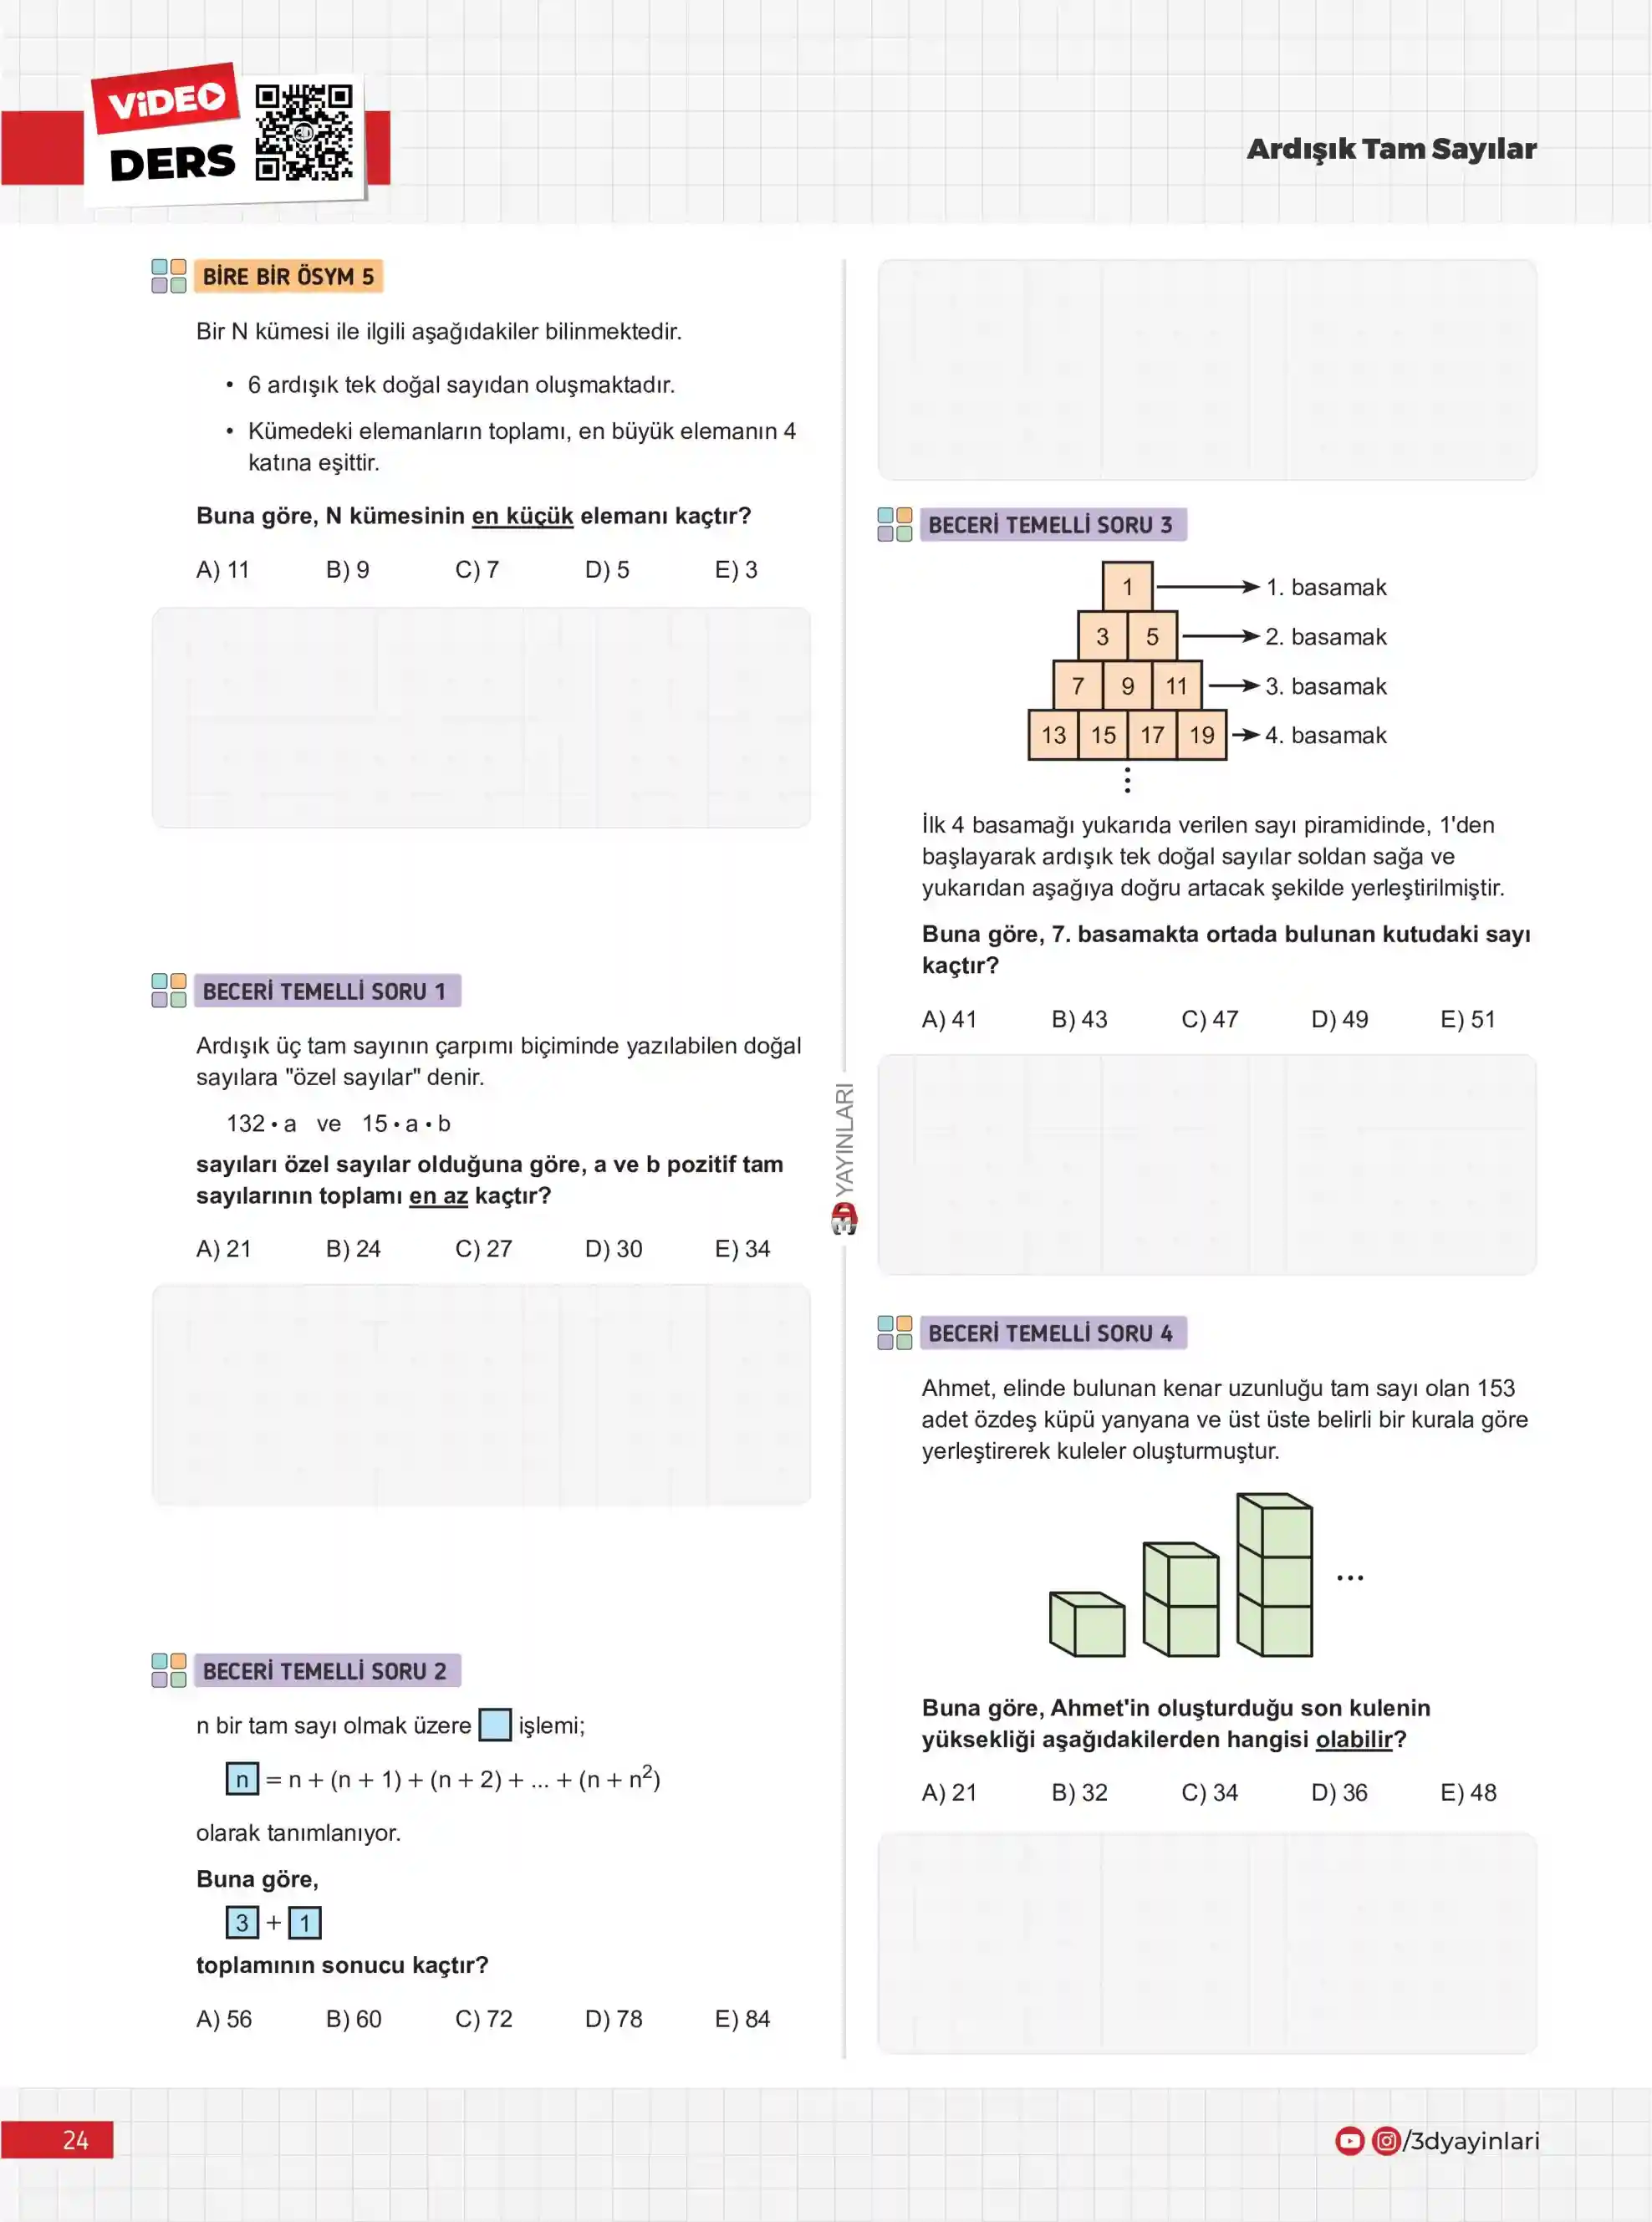 ViDEO
DERS
3D
Ardışık Tam Sayılar
BİRE BİR ÖSYM 5
Bir N kümesi ile ilgili aşağıdakiler bilinmektedir.
• 6 ardışık tek doğal sayıdan oluşmaktadır.
• Kümedeki elemanların toplamı, en büyük elemanın 4
katına eşittir.
Buna göre, N kümesinin en küçük elemanı kaçtır?
A) 11 B) 9 C) 7 D) 5 E) 3
BECERİ TEMELLİ SORU 1
Ardışık üç tam sayının çarpımı biçiminde yazılabilen doğal
sayılara "özel sayılar" denir.
132 • a ve 15 • a • b
sayıları özel sayılar olduğuna göre, a ve b pozitif tam
sayılarının toplamı en az kaçtır?
A) 21 B) 24 C) 27 D) 30 E) 34
BECERİ TEMELLİ SORU 2
n bir tam sayı olmak üzere işlemi;
n = n + (n + 1) + (n + 2) + ... + (n + n²)
olarak tanımlanıyor.
Buna göre,
3 + 1
toplamının sonucu kaçtır?
A) 56 B) 60 C) 72 D) 78 E) 84
YAYINLARI
BECERİ TEMELLİ SORU 3
1 1. basamak
3 5 2. basamak
7 9 11 3. basamak
13 15 17 19 4. basamak
İlk 4 basamağı yukarıda verilen sayı piramidinde, 1'den
başlayarak ardışık tek doğal sayılar soldan sağa ve
yukarıdan aşağıya doğru artacak şekilde yerleştirilmiştir.
Buna göre, 7. basamakta ortada bulunan kutudaki sayı
kaçtır?
A) 41 B) 43 C) 47 D) 49 E) 51
BECERİ TEMELLİ SORU 4
Ahmet, elinde bulunan kenar uzunluğu tam sayı olan 153
adet özdeş küpü yanyana ve üst üste belirli bir kurala göre
yerleştirerek kuleler oluşturmuştur.
...
Buna göre, Ahmet'in oluşturduğu son kulenin
yüksekliği aşağıdakilerden hangisi olabilir?
A) 21 B) 32 C) 34 D) 36 E) 48
24
/3dyayinlari